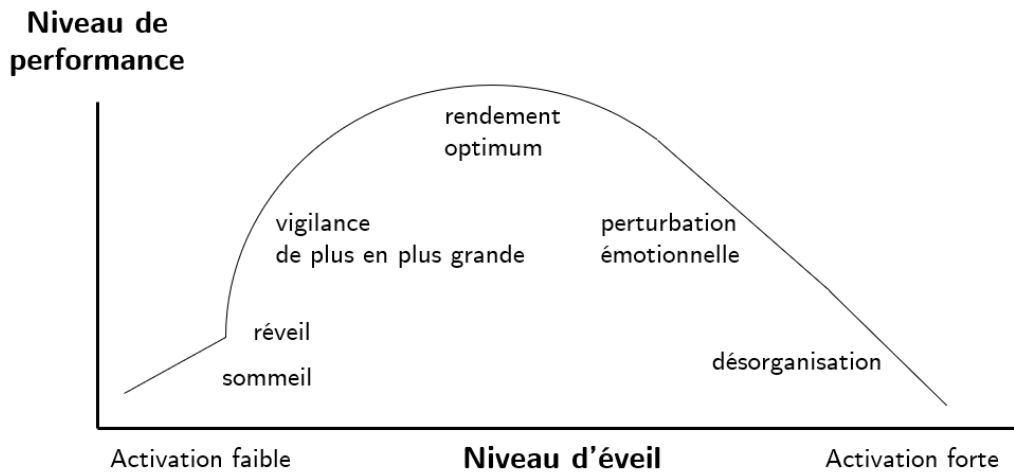 Niveau de
performance
rendement
optimum
vigilance
de plus en plus grande
perturbation
émotionnelle
réveil
sommeil
désorganisation
Activation faible
Niveau d'éveil
Activation forte